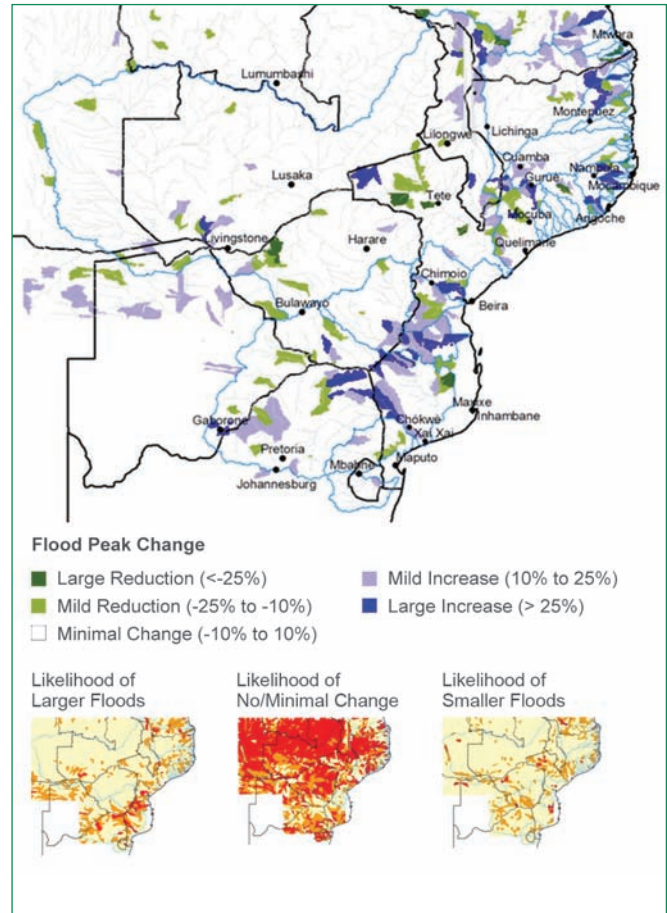 Mtwara
Lumumbashi
Montepuez
Lichinga
Lilongwe
Cuamba
Nampula
Lusaka
Gurue
Moçambique
Tete
Mocuba
Angoche
Livingstone
Harare
Quelimane
Chimoio
Bulawayo
Beira
Maxixe
Inhambane
Gaborone
Chókwè
Xai Xai
Pretoria
Maputo
Mbabne
Johannesburg
Flood Peak Change
Large Reduction (<-25%)
Mild Increase (10% to 25%)
Mild Reduction (-25% to -10%)
Large Increase (> 25%)
Minimal Change (-10% to 10%)
Likelihood of
Larger Floods
Likelihood of
No/Minimal Change
Likelihood of
Smaller Floods